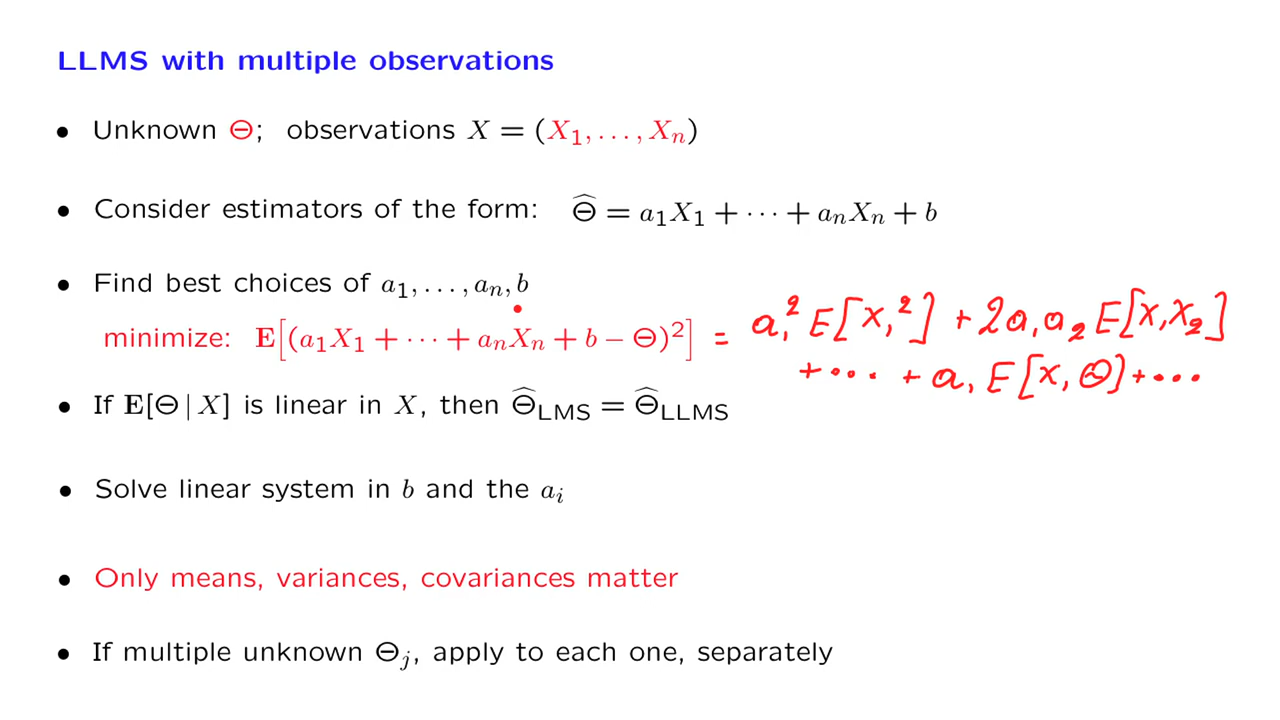 LLMS with multiple observations
• Unknown Θ; observations X = (X₁, . . . , Xₙ)
• Consider estimators of the form: Θ̂ = a₁X₁ + ··· + aₙXₙ + b
• Find best choices of a₁, . . . , aₙ, b
minimize: E[(a₁X₁ + ··· + aₙXₙ + b − Θ)²] = a₁² E[X₁²] + 2a₁a₂ E[X₁X₂]
+ ··· + a₁ E[X₁Θ] + ···
• If E[Θ | X] is linear in X, then Θ̂_LMS = Θ̂_LLMS
• Solve linear system in b and the aᵢ
• Only means, variances, covariances matter
• If multiple unknown Θⱼ, apply to each one, separately